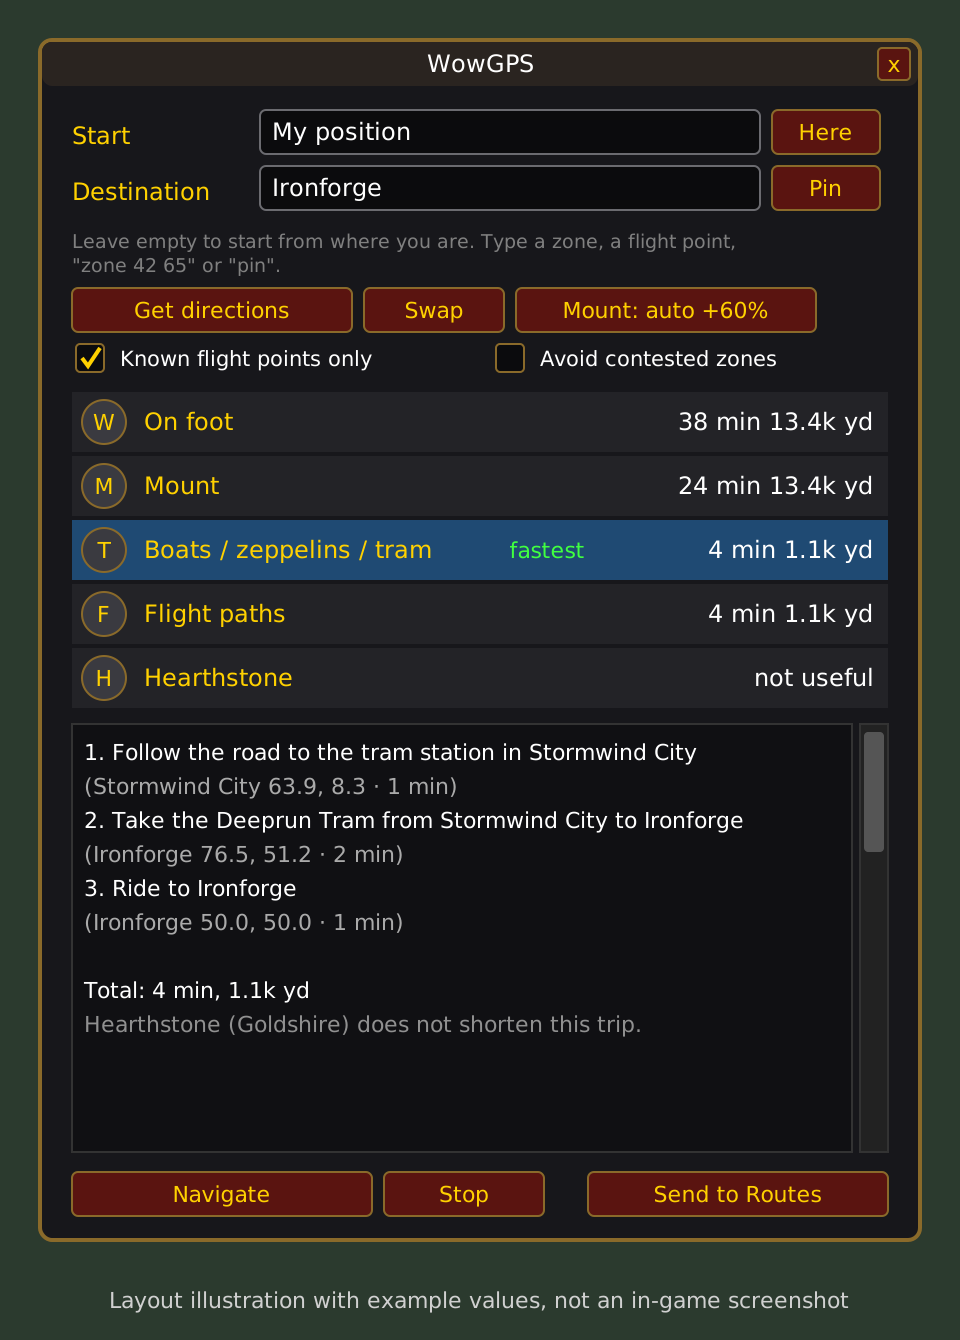 WowGPS
x
Start
My position
Here
Destination
Ironforge
Pin
Leave empty to start from where you are. Type a zone, a flight point,
"zone 42 65" or "pin".
Get directions
Swap
Mount: auto +60%
Known flight points only
Avoid contested zones
W On foot 38 min 13.4k yd
M Mount 24 min 13.4k yd
T Boats / zeppelins / tram fastest 4 min 1.1k yd
F Flight paths 4 min 1.1k yd
H Hearthstone not useful
1. Follow the road to the tram station in Stormwind City
(Stormwind City 63.9, 8.3 · 1 min)
2. Take the Deeprun Tram from Stormwind City to Ironforge
(Ironforge 76.5, 51.2 · 2 min)
3. Ride to Ironforge
(Ironforge 50.0, 50.0 · 1 min)
Total: 4 min, 1.1k yd
Hearthstone (Goldshire) does not shorten this trip.
Navigate
Stop
Send to Routes
Layout illustration with example values, not an in-game screenshot